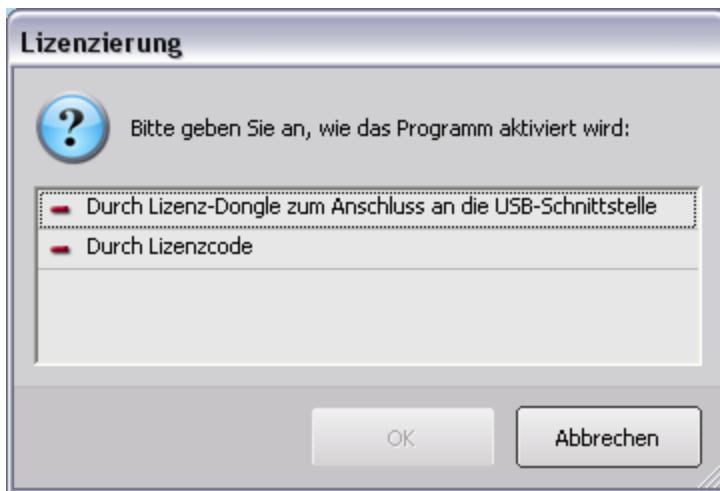 Lizenzierung
Bitte geben Sie an, wie das Programm aktiviert wird:
Durch Lizenz-Dongle zum Anschluss an die USB-Schnittstelle
Durch Lizenzcode
OK
Abbrechen